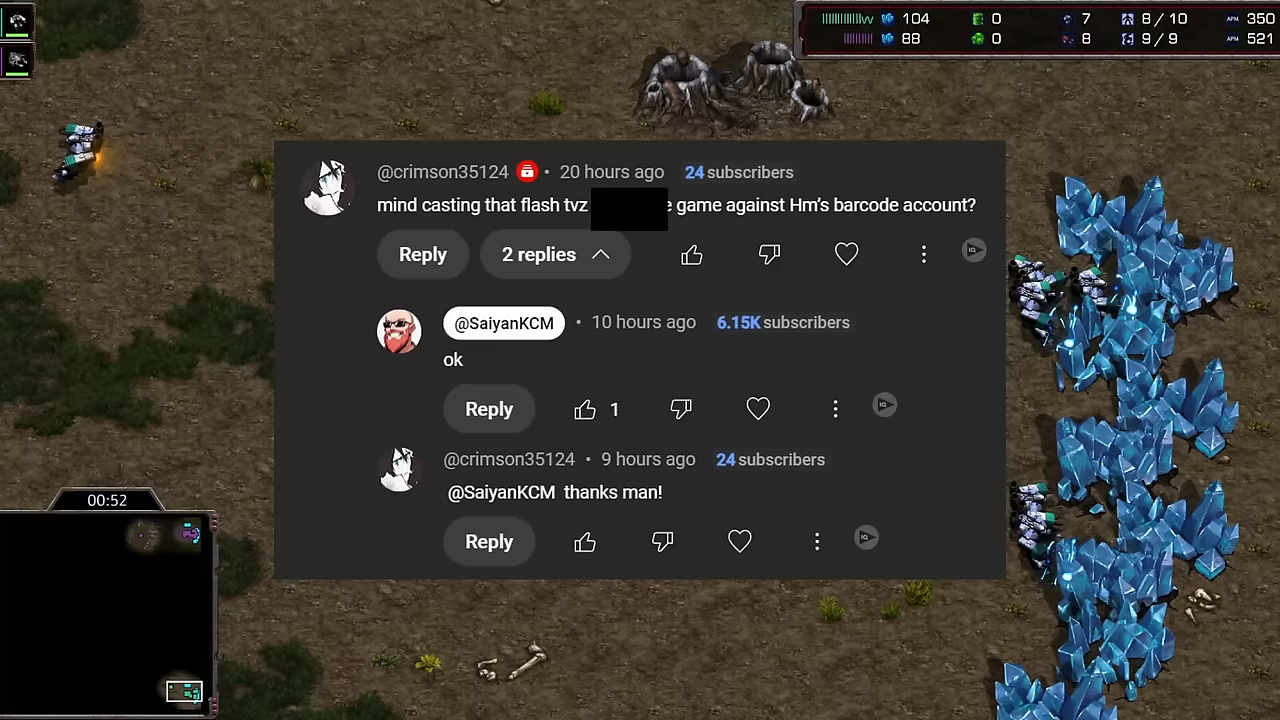 104 0 7 8/10 APM 350
88 0 8 9/9 APM 521
@crimson35124 • 20 hours ago 24 subscribers
mind casting that flash tvz e game against Hm's barcode account?
Reply 2 replies
@SaiyanKCM • 10 hours ago 6.15K subscribers
ok
Reply 1
@crimson35124 • 9 hours ago 24 subscribers
@SaiyanKCM thanks man!
Reply
00:52